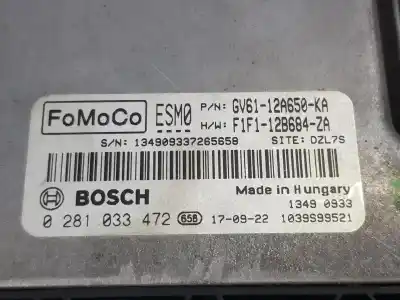 FoMoCo ESM0 P/N: GV61-12A650-KA
H/W: F1F1-12B684-ZA
S/N: 134909337265658 SITE: DZL7S
BOSCH Made in Hungary
1349 0933
0 281 033 472 658 17-09-22 1039S99521